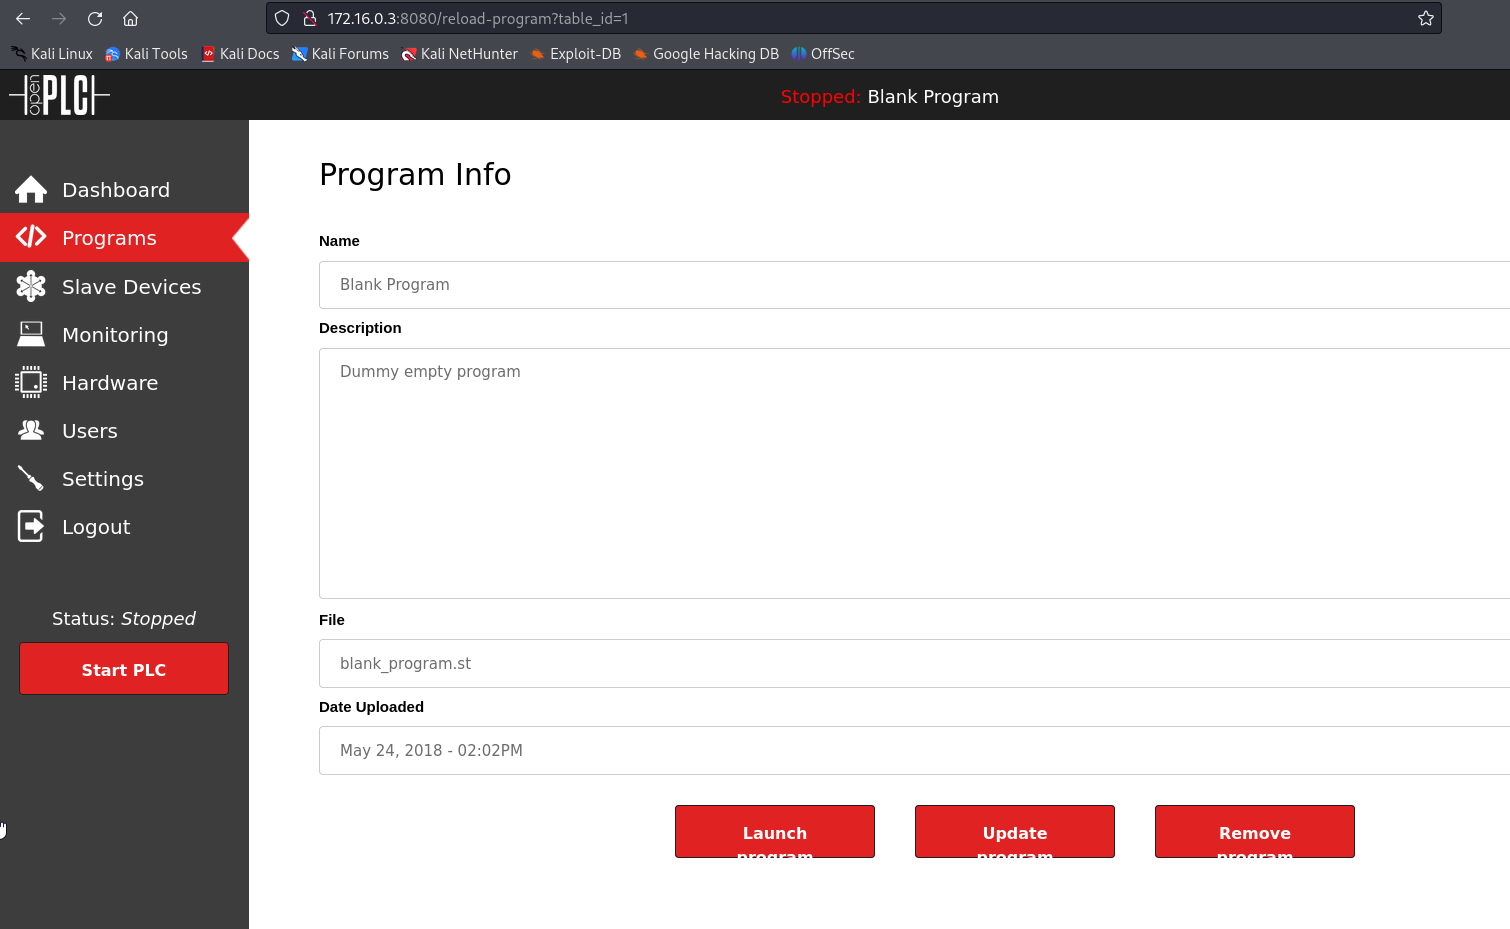 172.16.0.3:8080/reload-program?table_id=1
Kali Linux Kali Tools Kali Docs Kali Forums Kali NetHunter Exploit-DB Google Hacking DB OffSec
open PLC
Stopped: Blank Program
Dashboard
Programs
Slave Devices
Monitoring
Hardware
Users
Settings
Logout
Status: Stopped
Start PLC
Program Info
Name
Blank Program
Description
Dummy empty program
File
blank_program.st
Date Uploaded
May 24, 2018 - 02:02PM
Launch program
Update program
Remove program